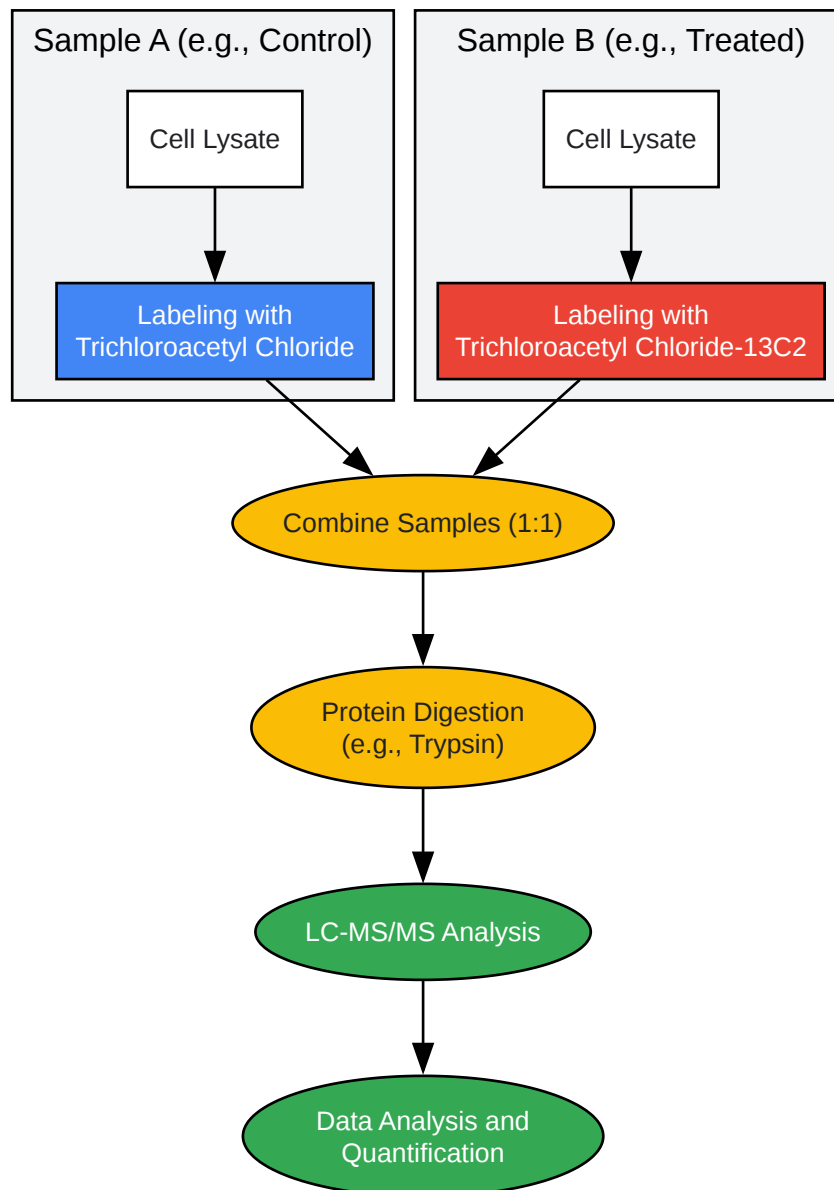 Sample A (e.g., Control)
Sample B (e.g., Treated)
Cell Lysate
Cell Lysate
Labeling with
Trichloroacetyl Chloride
Labeling with
Trichloroacetyl Chloride-13C2
Combine Samples (1:1)
Protein Digestion
(e.g., Trypsin)
LC-MS/MS Analysis
Data Analysis and
Quantification